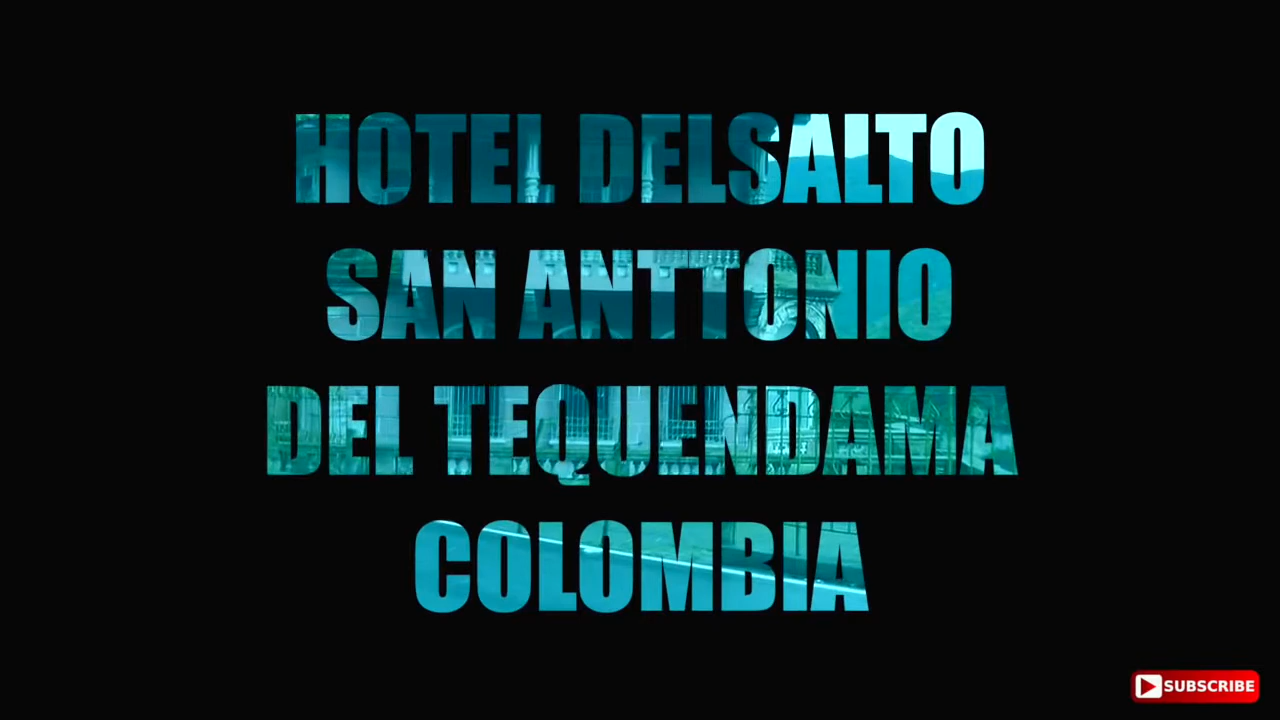 HOTEL DELSALTO
SAN ANTTONIO
DEL TEQUENDAMA
COLOMBIA
SUBSCRIBE